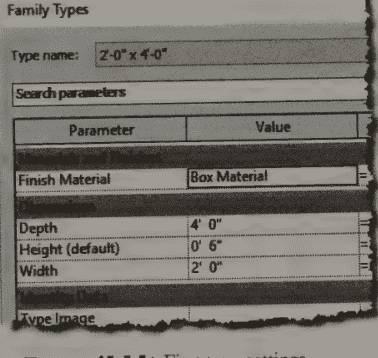 Family Types
Type name: 2'-0" x 4'-0"
Search parameters
Parameter Value
Finish Material Box Material =
Depth 4' 0" =
Height (default) 0' 6" =
Width 2' 0" =
Type Image
settings